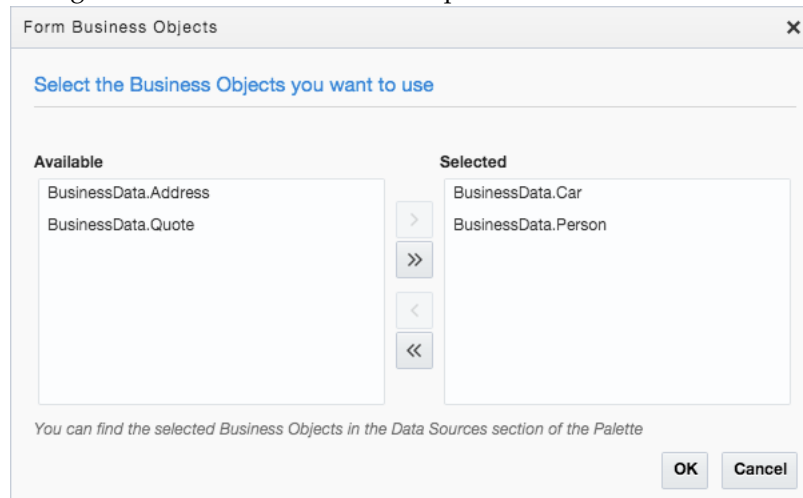 Form Business Objects
Select the Business Objects you want to use
Available
Selected
BusinessData.Address
BusinessData.Quote
BusinessData.Car
BusinessData.Person
>
»
<
«
You can find the selected Business Objects in the Data Sources section of the Palette
OK
Cancel